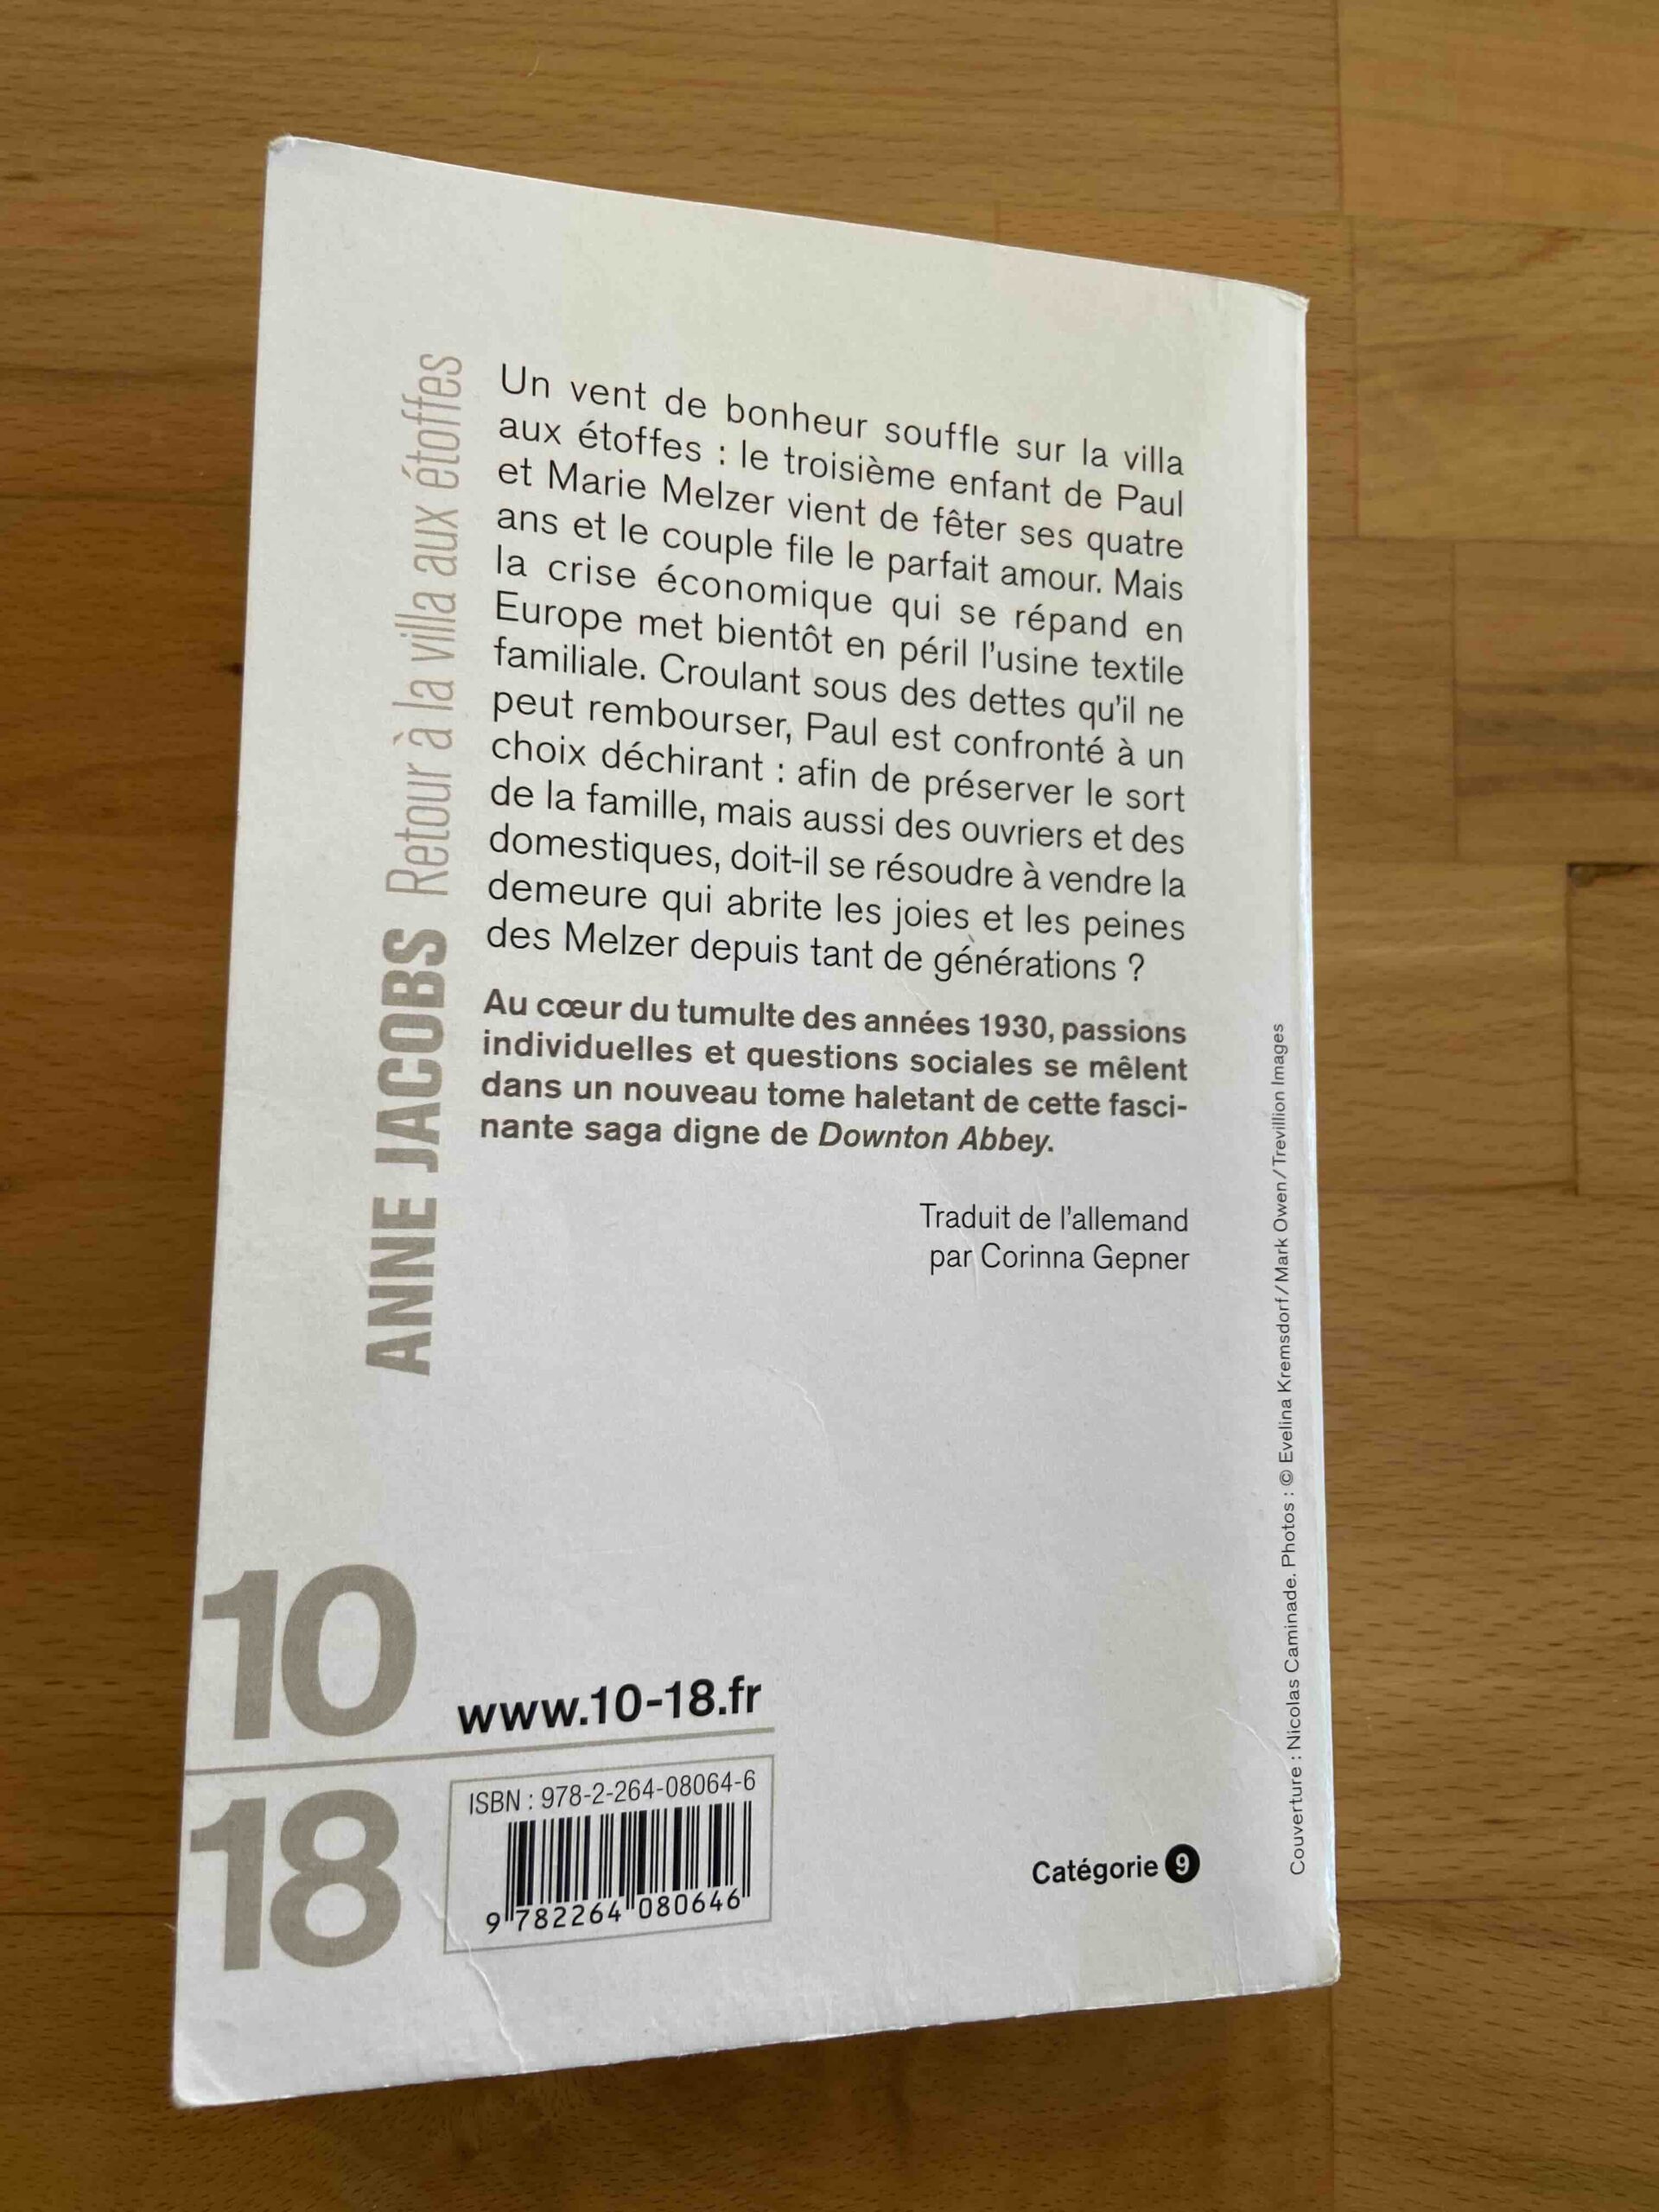 ANNE JACOBS Retour à la villa aux étoffes
Un vent de bonheur souffle sur la villa
aux étoffes : le troisième enfant de Paul
et Marie Melzer vient de fêter ses quatre
ans et le couple file le parfait amour. Mais
la crise économique qui se répand en
Europe met bientôt en péril l'usine textile
familiale. Croulant sous des dettes qu'il ne
peut rembourser, Paul est confronté à un
choix déchirant : afin de préserver le sort
de la famille, mais aussi des ouvriers et des
domestiques, doit-il se résoudre à vendre la
demeure qui abrite les joies et les peines
des Melzer depuis tant de générations ?
Au cœur du tumulte des années 1930, passions
individuelles et questions sociales se mêlent
dans un nouveau tome haletant de cette fasci-
nante saga digne de Downton Abbey.
Traduit de l'allemand
par Corinna Gepner
Couverture : Nicolas Caminade. Photos : © Evelina Kremsdorf / Mark Owen / Trevillion Images
10
18
www.10-18.fr
ISBN : 978-2-264-08064-6
9 782264 080646
Catégorie 9